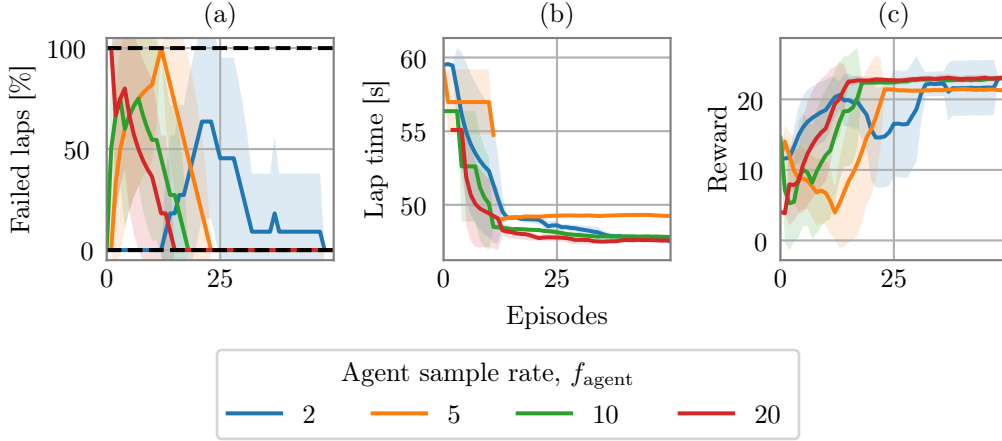 (a) (b) (c)
Failed laps [%]
100
50
0
0 25
Lap time [s]
60
55
50
0 25
Episodes
Reward
20
10
0
0 25
Agent sample rate, f_agent
2 5 10 20